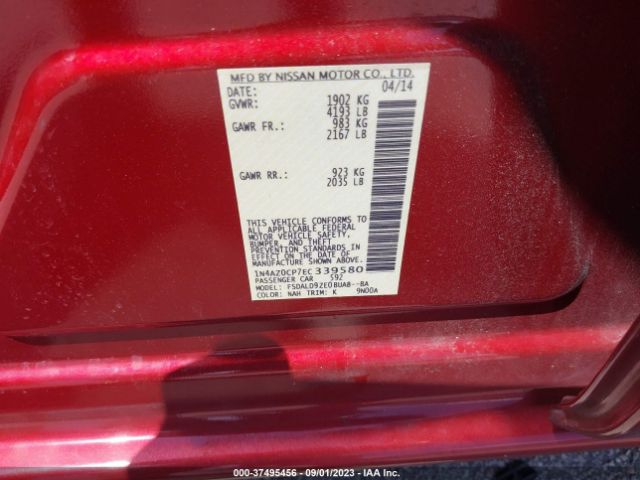 MFD BY NISSAN MOTOR CO., LTD.
DATE: 04/14
GVWR: 1902 KG
4193 LB
GAWR FR.: 983 KG
2167 LB
GAWR RR.: 923 KG
2035 LB
THIS VEHICLE CONFORMS TO
ALL APPLICABLE FEDERAL
MOTOR VEHICLE SAFETY,
BUMPER, AND THEFT
PREVENTION STANDARDS IN
EFFECT ON THE DATE OF
MANUFACTURE SHOWN ABOVE.
1N4AZ0CP7EC339580
PASSENGER CAR 592
MODEL: FSDALD9ZE0BUAB--BA
COLOR: NAH TRIM: K 9N00A
000-37495456 - 09/01/2023 - IAA Inc.